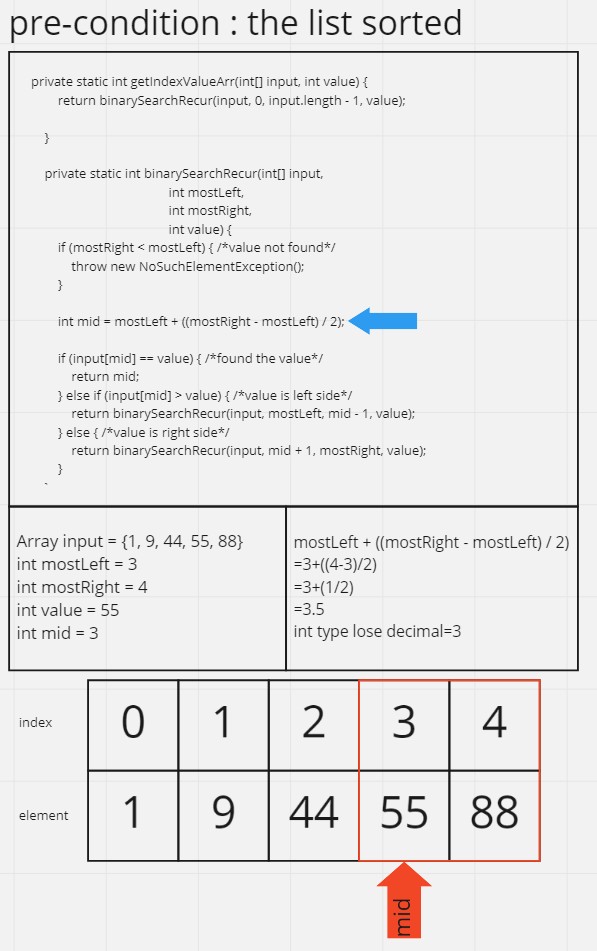 pre-condition : the list sorted
private static int getIndexValueArr(int[] input, int value) {
return binarySearchRecur(input, 0, input.length - 1, value);
}
private static int binarySearchRecur(int[] input,
int mostLeft,
int mostRight,
int value) {
if (mostRight < mostLeft) { /*value not found*/
throw new NoSuchElementException();
}
int mid = mostLeft + ((mostRight - mostLeft) / 2);
if (input[mid] == value) { /*found the value*/
return mid;
} else if (input[mid] > value) { /*value is left side*/
return binarySearchRecur(input, mostLeft, mid - 1, value);
} else { /*value is right side*/
return binarySearchRecur(input, mid + 1, mostRight, value);
}
Array input = {1, 9, 44, 55, 88}
int mostLeft = 3
int mostRight = 4
int value = 55
int mid = 3
mostLeft + ((mostRight - mostLeft) / 2)
=3+((4-3)/2)
=3+(1/2)
=3.5
int type lose decimal=3
index 0 1 2 3 4
element 1 9 44 55 88
mid